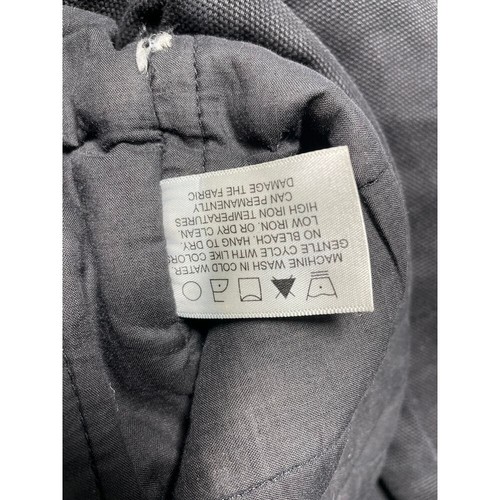 MACHINE WASH IN COLD WATER.
GENTLE CYCLE WITH LIKE COLORS
NO BLEACH. HANG TO DRY.
LOW IRON. OR DRY CLEAN.
HIGH IRON TEMPERATURES
CAN PERMANENTLY
DAMAGE THE FABRIC